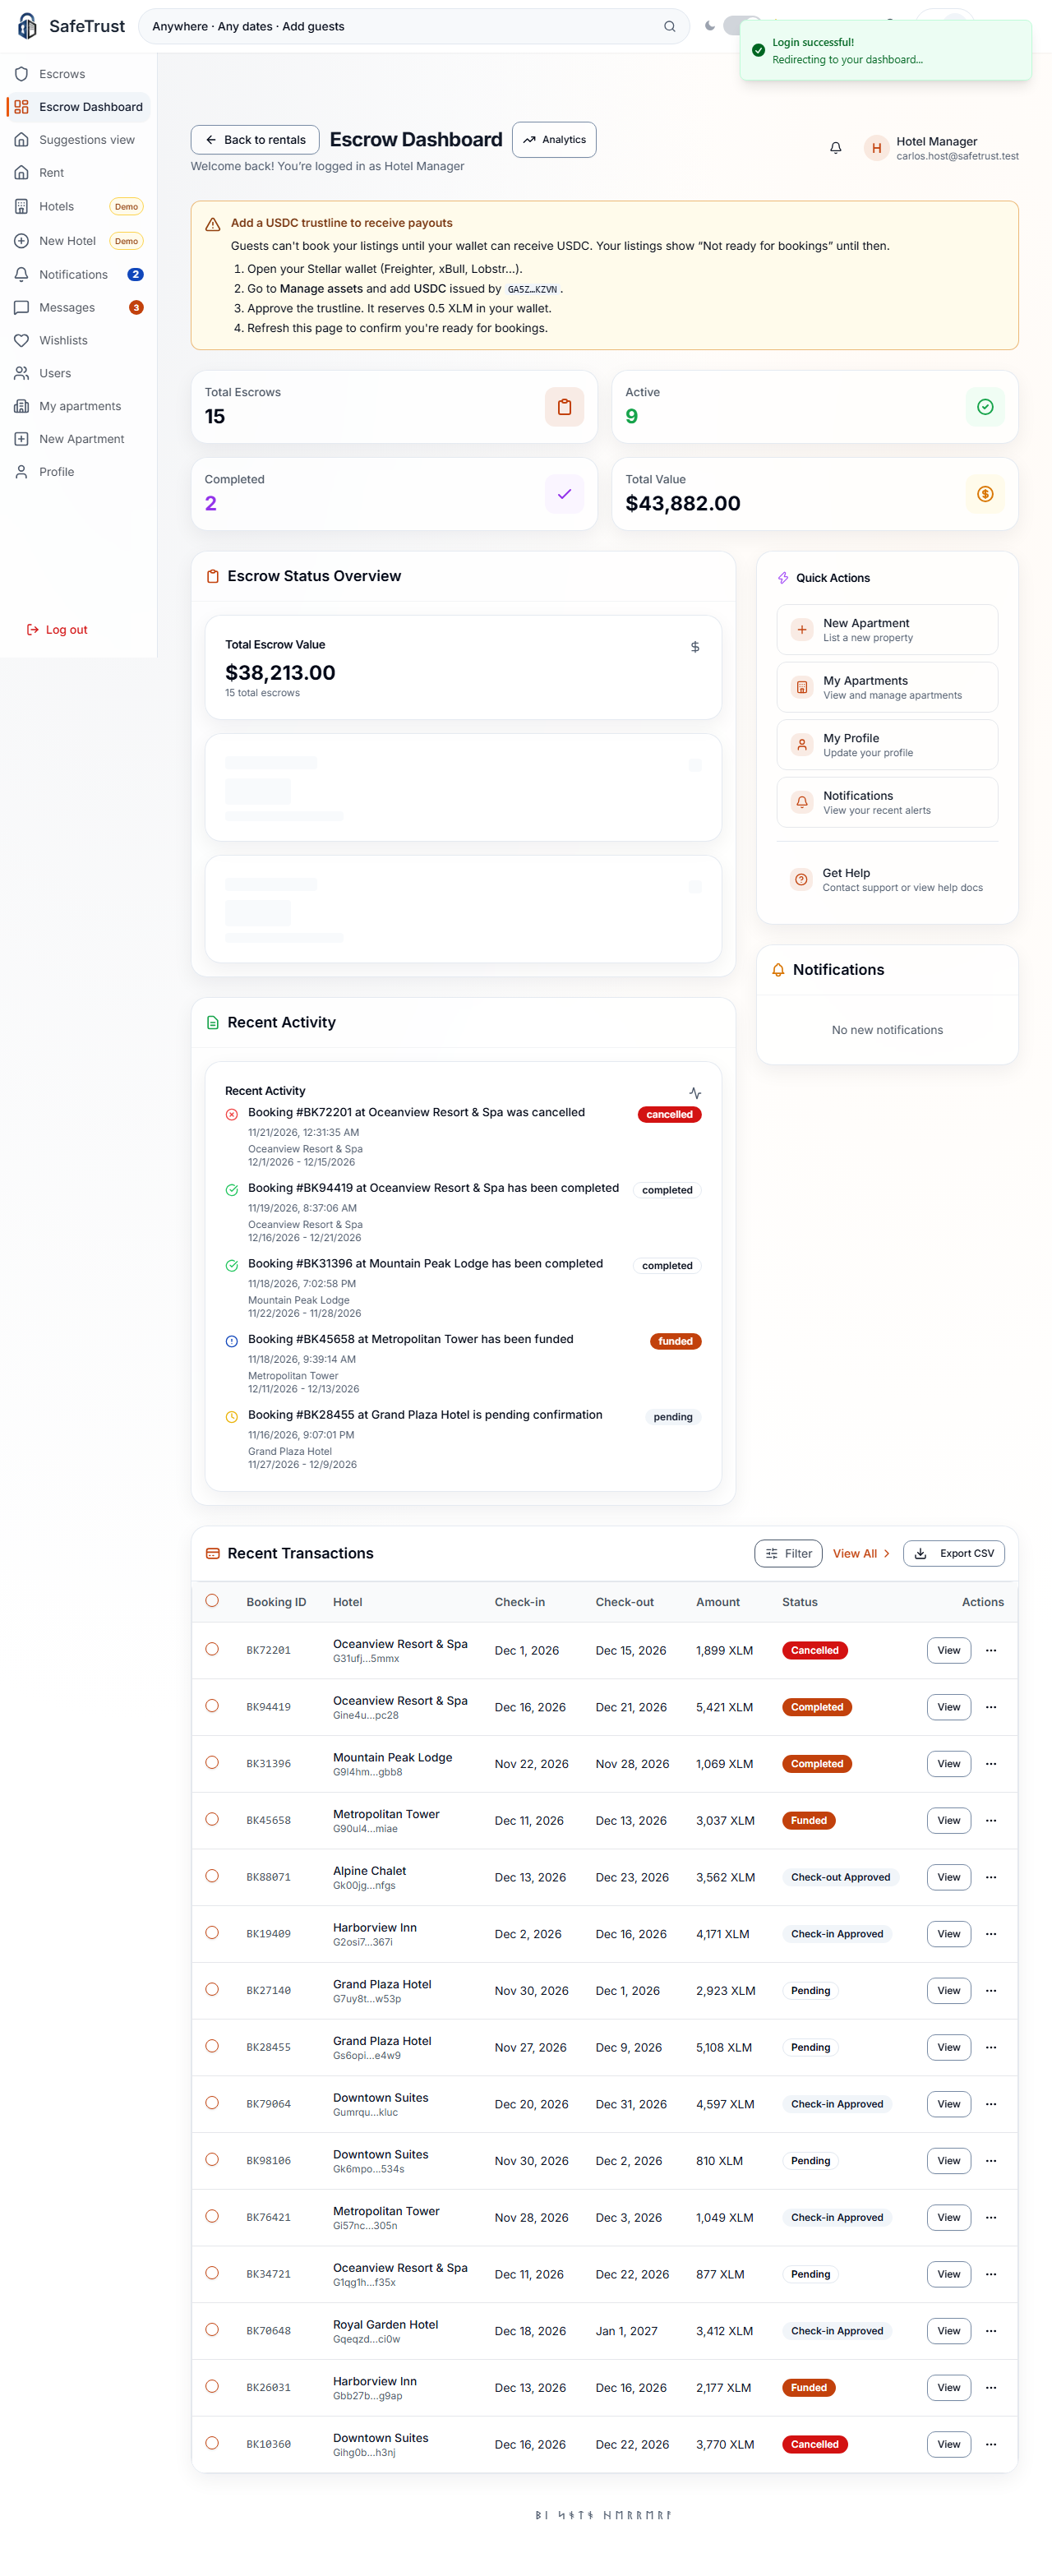 SafeTrust
Anywhere · Any dates · Add guests
Login successful!
Redirecting to your dashboard...
Escrows
Escrow Dashboard
Suggestions view
Rent
Hotels Demo
New Hotel Demo
Notifications 2
Messages 3
Wishlists
Users
My apartments
New Apartment
Profile
Log out
Back to rentals
Escrow Dashboard
Analytics
Welcome back! You're logged in as Hotel Manager
H
Hotel Manager
carlos.host@safetrust.test
Add a USDC trustline to receive payouts
Guests can't book your listings until your wallet can receive USDC. Your listings show “Not ready for bookings” until then.
1. Open your Stellar wallet (Freighter, xBull, Lobstr...).
2. Go to Manage assets and add USDC issued by GA5Z…KZVN.
3. Approve the trustline. It reserves 0.5 XLM in your wallet.
4. Refresh this page to confirm you're ready for bookings.
Total Escrows
15
Active
9
Completed
2
Total Value
$43,882.00
Escrow Status Overview
Total Escrow Value
$38,213.00
15 total escrows
Quick Actions
New Apartment
List a new property
My Apartments
View and manage apartments
My Profile
Update your profile
Notifications
View your recent alerts
Get Help
Contact support or view help docs
Notifications
No new notifications
Recent Activity
Recent Activity
Booking #BK72201 at Oceanview Resort & Spa was cancelled cancelled
11/21/2026, 12:31:35 AM
Oceanview Resort & Spa
12/1/2026 - 12/15/2026
Booking #BK94419 at Oceanview Resort & Spa has been completed completed
11/19/2026, 8:37:06 AM
Oceanview Resort & Spa
12/16/2026 - 12/21/2026
Booking #BK31396 at Mountain Peak Lodge has been completed completed
11/18/2026, 7:02:58 PM
Mountain Peak Lodge
11/22/2026 - 11/28/2026
Booking #BK45658 at Metropolitan Tower has been funded funded
11/18/2026, 9:39:14 AM
Metropolitan Tower
12/11/2026 - 12/13/2026
Booking #BK28455 at Grand Plaza Hotel is pending confirmation pending
11/16/2026, 9:07:01 PM
Grand Plaza Hotel
11/27/2026 - 12/9/2026
Recent Transactions
Filter View All Export CSV
Booking ID Hotel Check-in Check-out Amount Status Actions
BK72201 Oceanview Resort & Spa Dec 1, 2026 Dec 15, 2026 1,899 XLM Cancelled View
G31ufj...5mmx
BK94419 Oceanview Resort & Spa Dec 16, 2026 Dec 21, 2026 5,421 XLM Completed View
Gine4u...pc28
BK31396 Mountain Peak Lodge Nov 22, 2026 Nov 28, 2026 1,069 XLM Completed View
G9l4hm...gbb8
BK45658 Metropolitan Tower Dec 11, 2026 Dec 13, 2026 3,037 XLM Funded View
G90ul4...miae
BK88071 Alpine Chalet Dec 13, 2026 Dec 23, 2026 3,562 XLM Check-out Approved View
Gk00jg...nfgs
BK19409 Harborview Inn Dec 2, 2026 Dec 16, 2026 4,171 XLM Check-in Approved View
G2osi7...367i
BK27140 Grand Plaza Hotel Nov 30, 2026 Dec 1, 2026 2,923 XLM Pending View
G7uy8t...w53p
BK28455 Grand Plaza Hotel Nov 27, 2026 Dec 9, 2026 5,108 XLM Pending View
Gs6opi...e4w9
BK79064 Downtown Suites Dec 20, 2026 Dec 31, 2026 4,597 XLM Check-in Approved View
Gumrqu...kluc
BK98106 Downtown Suites Nov 30, 2026 Dec 2, 2026 810 XLM Pending View
Gk6mpo...534s
BK76421 Metropolitan Tower Nov 28, 2026 Dec 3, 2026 1,049 XLM Check-in Approved View
Gi57nc...305n
BK34721 Oceanview Resort & Spa Dec 11, 2026 Dec 22, 2026 877 XLM Pending View
G1qg1h...f35x
BK70648 Royal Garden Hotel Dec 18, 2026 Jan 1, 2027 3,412 XLM Check-in Approved View
Gqeqzd...ci0w
BK26031 Harborview Inn Dec 13, 2026 Dec 16, 2026 2,177 XLM Funded View
Gbb27b...g9ap
BK10360 Downtown Suites Dec 16, 2026 Dec 22, 2026 3,770 XLM Cancelled View
Gihg0b...h3nj